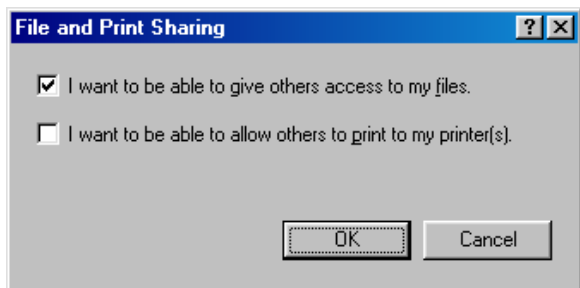 File and Print Sharing
I want to be able to give others access to my files.
I want to be able to allow others to print to my printer(s).
OK Cancel